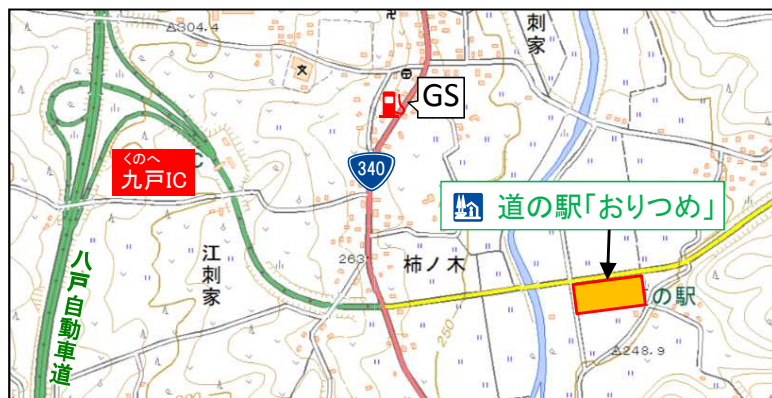 304.4
刺家
GS
くのへ
九戸IC
C
340
道の駅「おりつめ」
江刺家
263
柿ノ木
の駅
八戸自動車道
250
248.9